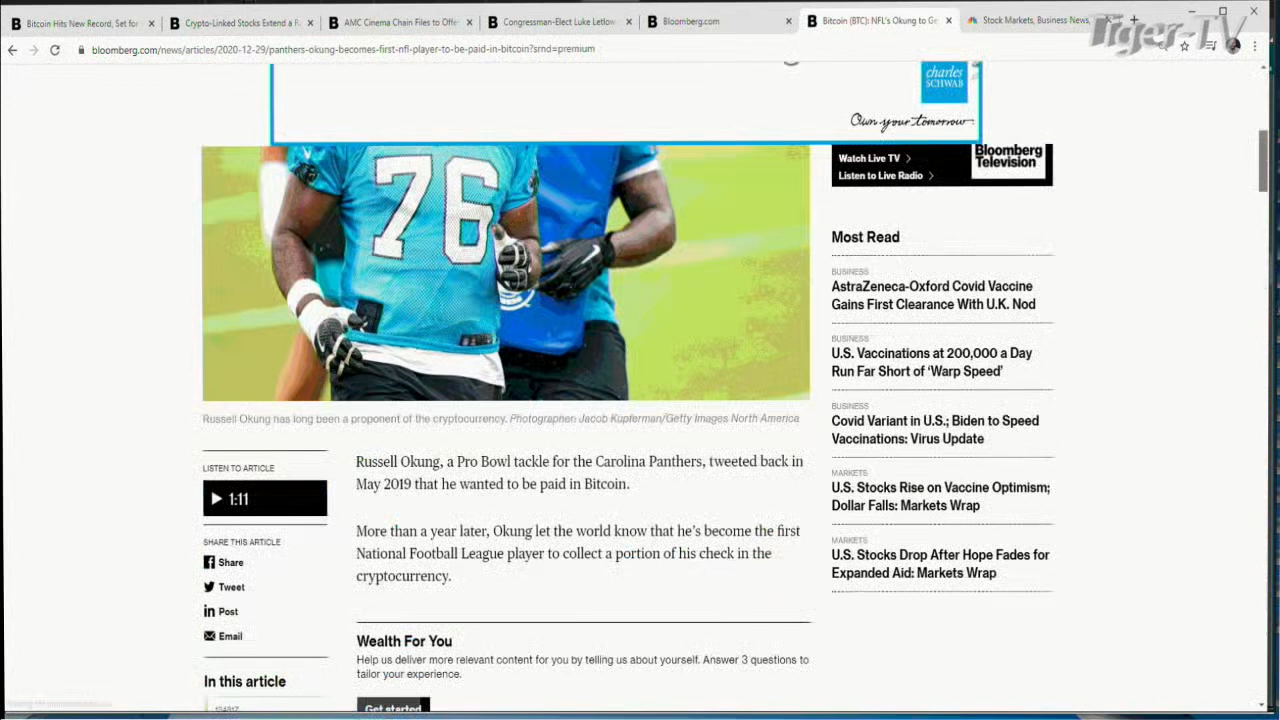 Bitcoin Hits New Record, Set for
Crypto-Linked Stocks Extend a R
AMC Cinema Chain Files to Offe
Congressman-Elect Luke Letlow
Bloomberg.com
Bitcoin (BTC): NFL's Okung to Ge
Stock Markets, Business News,
Tiger-TV
bloomberg.com/news/articles/2020-12-29/panthers-okung-becomes-first-nfl-player-to-be-paid-in-bitcoin?srnd=premium
charles
SCHWAB
Own your tomorrow
Watch Live TV
Listen to Live Radio
Bloomberg
Television
76
Most Read
BUSINESS
AstraZeneca-Oxford Covid Vaccine
Gains First Clearance With U.K. Nod
BUSINESS
U.S. Vaccinations at 200,000 a Day
Run Far Short of 'Warp Speed'
BUSINESS
Covid Variant in U.S.; Biden to Speed
Vaccinations: Virus Update
MARKETS
U.S. Stocks Rise on Vaccine Optimism;
Dollar Falls: Markets Wrap
MARKETS
U.S. Stocks Drop After Hope Fades for
Expanded Aid: Markets Wrap
Russell Okung has long been a proponent of the cryptocurrency. Photographer: Jacob Kupferman/Getty Images North America
LISTEN TO ARTICLE
1:11
SHARE THIS ARTICLE
Share
Tweet
Post
Email
In this article
Russell Okung, a Pro Bowl tackle for the Carolina Panthers, tweeted back in
May 2019 that he wanted to be paid in Bitcoin.
More than a year later, Okung let the world know that he's become the first
National Football League player to collect a portion of his check in the
cryptocurrency.
Wealth For You
Help us deliver more relevant content for you by telling us about yourself. Answer 3 questions to
tailor your experience.
Get started